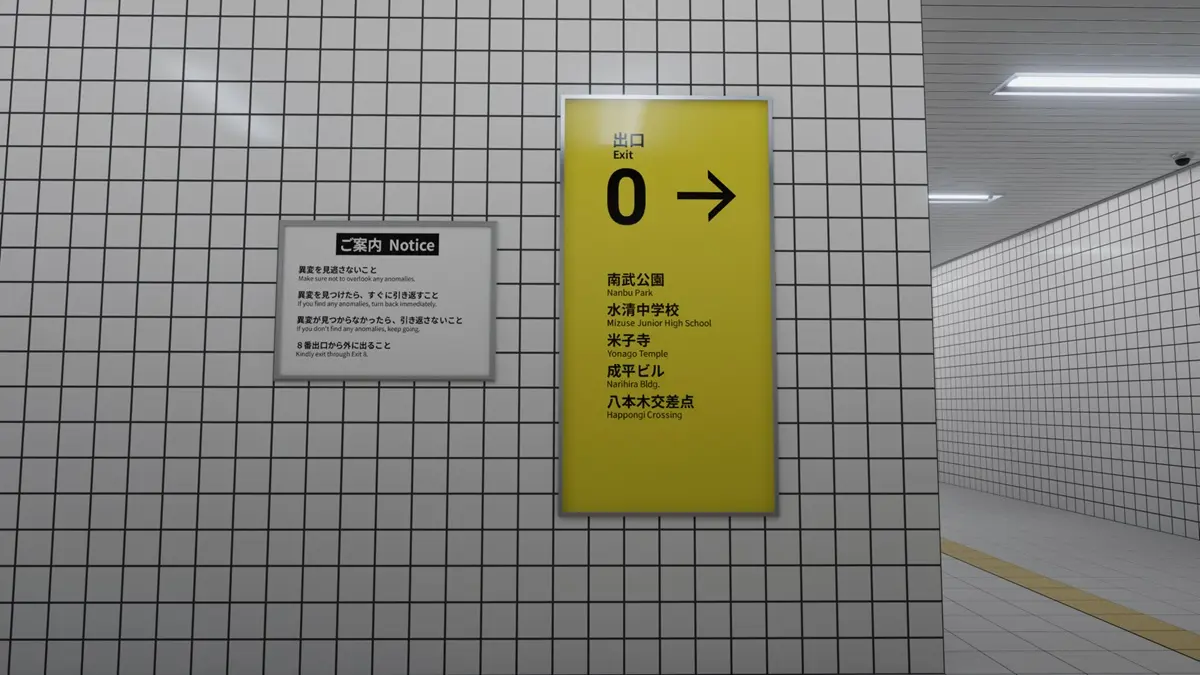 ご案内 Notice
異変を見逃さないこと
Make sure not to overlook any anomalies.
異変を見つけたら、すぐに引き返すこと
If you find any anomalies, turn back immediately.
異変が見つからなかったら、引き返さないこと
If you don't find any anomalies, keep going.
8番出口から外に出ること
Kindly exit through Exit 8.
出口
Exit
0 →
南武公園
Nanbu Park
水清中学校
Mizuse Junior High School
米子寺
Yonago Temple
成平ビル
Narihira Bldg.
八本木交差点
Happongi Crossing